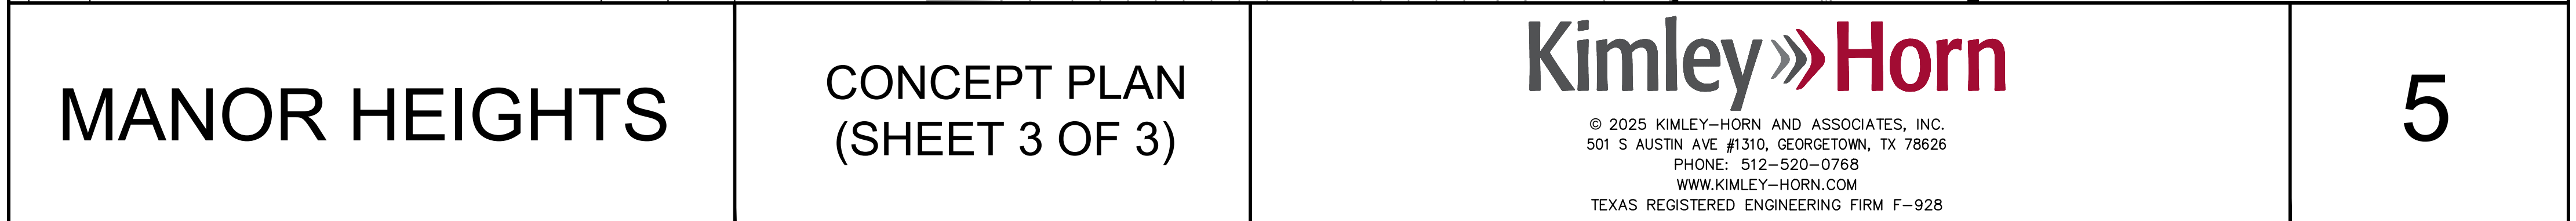 MANOR HEIGHTS
CONCEPT PLAN
(SHEET 3 OF 3)
Kimley»Horn
© 2025 KIMLEY–HORN AND ASSOCIATES, INC.
501 S AUSTIN AVE #1310, GEORGETOWN, TX 78626
PHONE: 512–520–0768
WWW.KIMLEY–HORN.COM
TEXAS REGISTERED ENGINEERING FIRM F–928
5